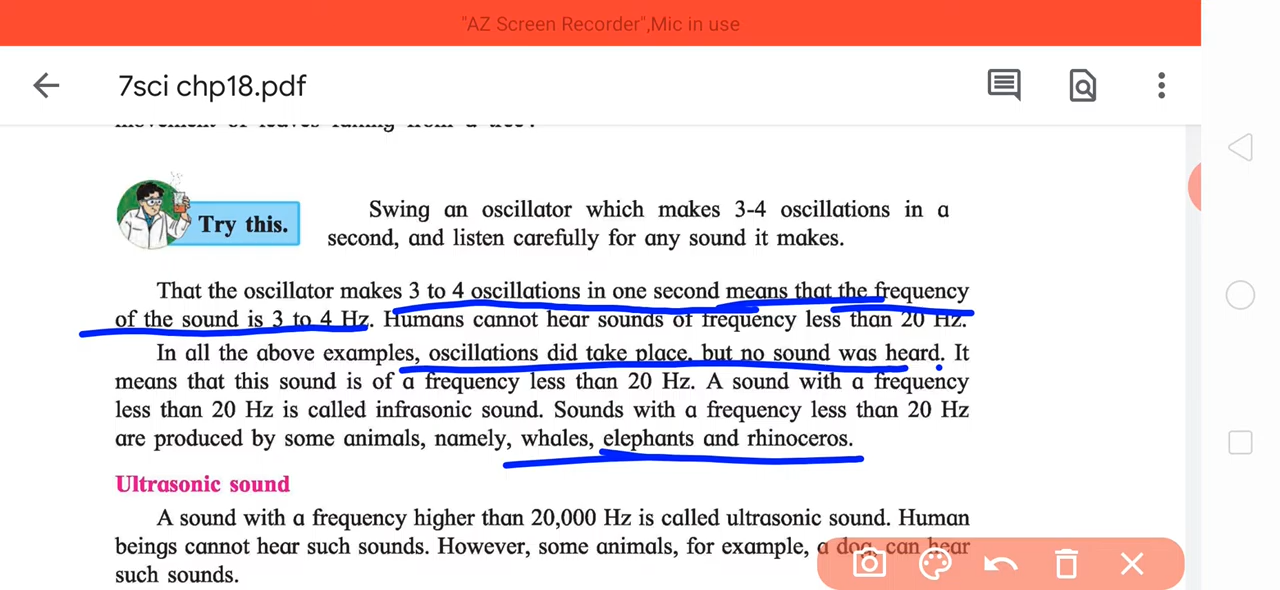 "AZ Screen Recorder",Mic in use
7sci chp18.pdf
movement of leaves falling from a tree?
Try this.
Swing an oscillator which makes 3-4 oscillations in a
second, and listen carefully for any sound it makes.
That the oscillator makes 3 to 4 oscillations in one second means that the frequency
of the sound is 3 to 4 Hz. Humans cannot hear sounds of frequency less than 20 Hz.
In all the above examples, oscillations did take place, but no sound was heard. It
means that this sound is of a frequency less than 20 Hz. A sound with a frequency
less than 20 Hz is called infrasonic sound. Sounds with a frequency less than 20 Hz
are produced by some animals, namely, whales, elephants and rhinoceros.
Ultrasonic sound
A sound with a frequency higher than 20,000 Hz is called ultrasonic sound. Human
beings cannot hear such sounds. However, some animals, for example, a dog, can hear
such sounds.